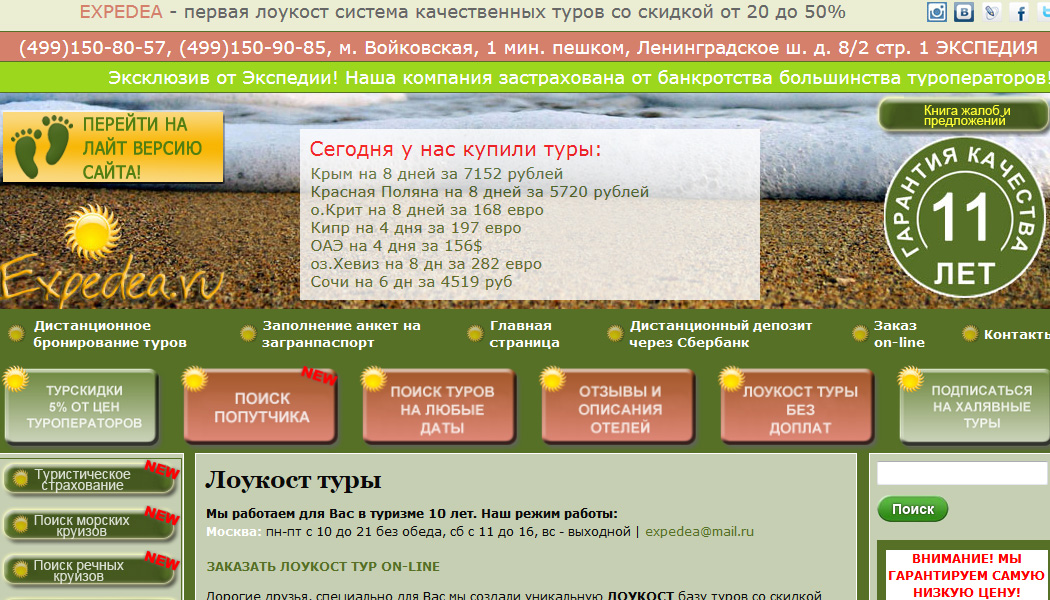 EXPEDEA - первая лоукост система качественных туров со скидкой от 20 до 50%
(499)150-80-57, (499)150-90-85, м. Войковская, 1 мин. пешком, Ленинградское ш. д. 8/2 стр. 1 ЭКСПЕДИЯ
Эксклюзив от Экспедии! Наша компания застрахована от банкротства большинства туроператоров!
ПЕРЕЙТИ НА
ЛАЙТ ВЕРСИЮ
САЙТА!
Книга жалоб и
предложений
Сегодня у нас купили туры:
Крым на 8 дней за 7152 рублей
Красная Поляна на 8 дней за 5720 рублей
о.Крит на 8 дней за 168 евро
Кипр на 4 дня за 197 евро
ОАЭ на 4 дня за 156$
оз.Хевиз на 8 дн за 282 евро
Сочи на 6 дн за 4519 руб
Expedea.ru
ГАРАНТИЯ КАЧЕСТВА
11
ЛЕТ
Дистанционное
бронирование туров
Заполнение анкет на
загранпаспорт
Главная
страница
Дистанционный депозит
через Сбербанк
Заказ
on-line
Контакты
ТУРСКИДКИ
5% ОТ ЦЕН
ТУРОПЕРАТОРОВ
NEW
ПОИСК
ПОПУТЧИКА
ПОИСК ТУРОВ
НА ЛЮБЫЕ
ДАТЫ
ОТЗЫВЫ И
ОПИСАНИЯ
ОТЕЛЕЙ
ЛОУКОСТ ТУРЫ
БЕЗ
ДОПЛАТ
ПОДПИСАТЬСЯ
НА ХАЛЯВНЫЕ
ТУРЫ
NEW
Туристическое
страхование
NEW
Поиск морских
круизов
NEW
Поиск речных
круизов
Лоукост туры
Мы работаем для Вас в туризме 10 лет. Наш режим работы:
Москва: пн-пт с 10 до 21 без обеда, сб с 11 до 16, вс - выходной | expedea@mail.ru
ЗАКАЗАТЬ ЛОУКОСТ ТУР ON-LINE
Дорогие друзья, специально для Вас мы создали уникальную ЛОУКОСТ базу туров со скидкой
Поиск
ВНИМАНИЕ! МЫ
ГАРАНТИРУЕМ САМУЮ
НИЗКУЮ ЦЕНУ!